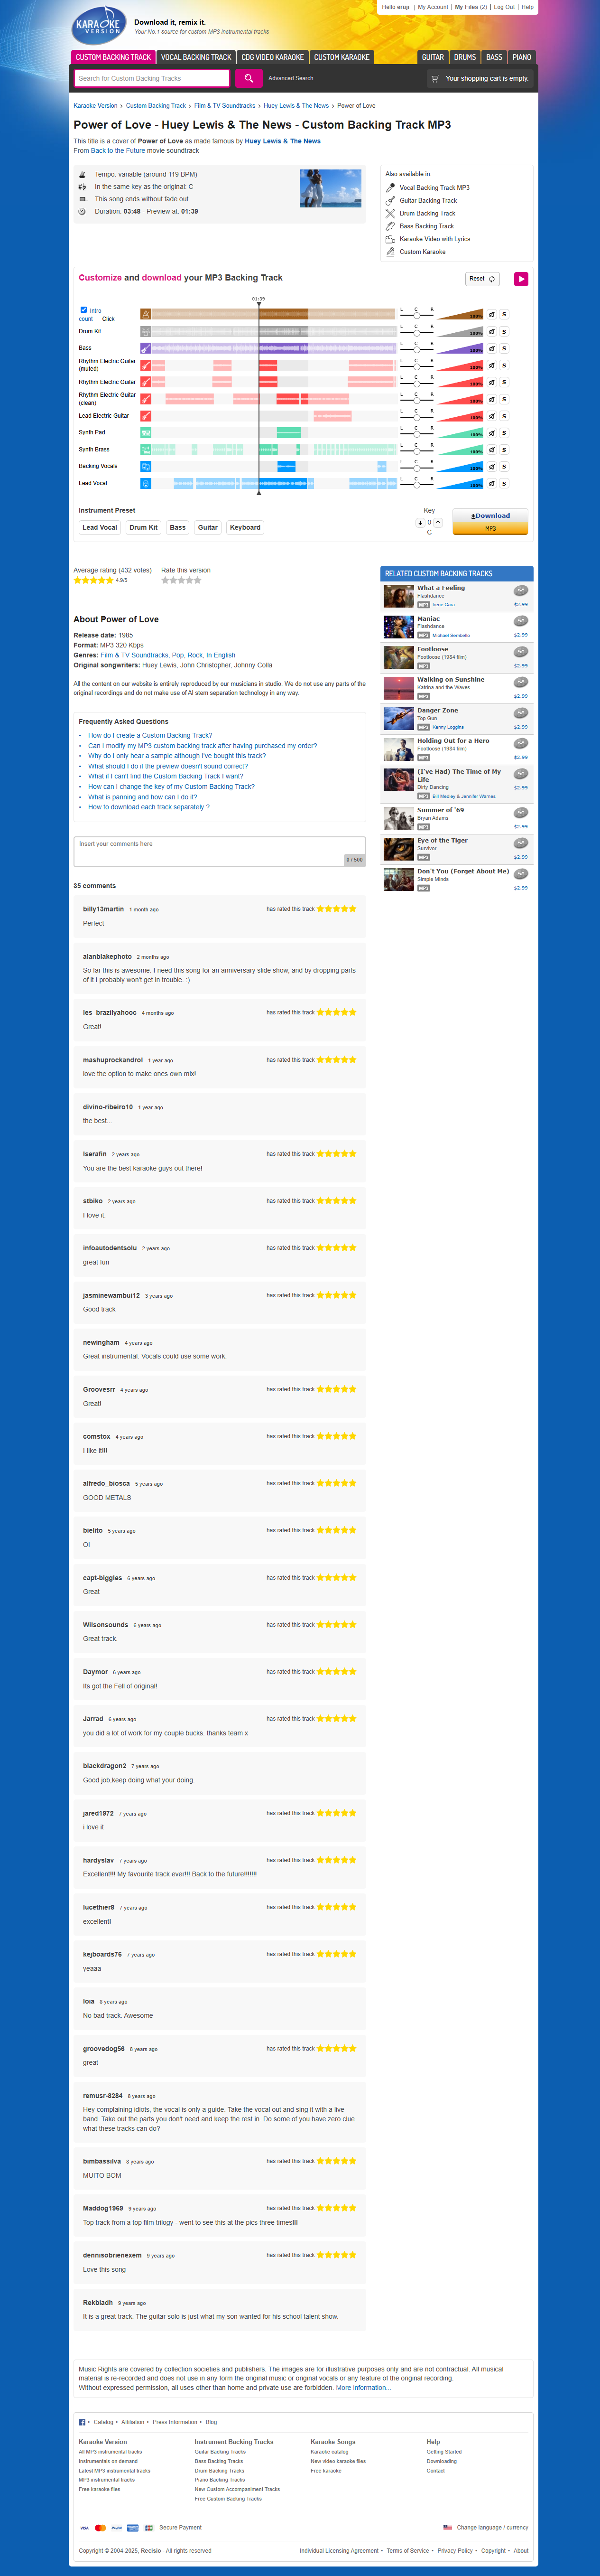 Hello eruji | My Account | My Files (2) | Log Out | Help
KARAOKE VERSION
Download it, remix it.
Your No.1 source for custom MP3 instrumental tracks
CUSTOM BACKING TRACK VOCAL BACKING TRACK CDG VIDEO KARAOKE CUSTOM KARAOKE GUITAR DRUMS BASS PIANO
Search for Custom Backing Tracks Advanced Search Your shopping cart is empty.
Karaoke Version › Custom Backing Track › Film & TV Soundtracks › Huey Lewis & The News › Power of Love
Power of Love - Huey Lewis & The News - Custom Backing Track MP3
This title is a cover of Power of Love as made famous by Huey Lewis & The News
From Back to the Future movie soundtrack
Tempo: variable (around 119 BPM)
In the same key as the original: C
This song ends without fade out
Duration: 03:48 - Preview at: 01:39
Also available in:
Vocal Backing Track MP3
Guitar Backing Track
Drum Backing Track
Bass Backing Track
Karaoke Video with Lyrics
Custom Karaoke
Customize and download your MP3 Backing Track
Reset
01:39
Intro count Click L C R 100% S
Drum Kit L C R 100% S
Bass L C R 100% S
Rhythm Electric Guitar (muted) L C R 100% S
Rhythm Electric Guitar L C R 100% S
Rhythm Electric Guitar (clean) L C R 100% S
Lead Electric Guitar L C R 100% S
Synth Pad L C R 100% S
Synth Brass L C R 100% S
Backing Vocals L C R 100% S
Lead Vocal L C R 100% S
Instrument Preset
Lead Vocal Drum Kit Bass Guitar Keyboard
Key
0
C
Download
MP3
Average rating (432 votes) Rate this version
4.9/5
About Power of Love
Release date: 1985
Format: MP3 320 Kbps
Genres: Film & TV Soundtracks, Pop, Rock, In English
Original songwriters: Huey Lewis, John Christopher, Johnny Colla
All the content on our website is entirely reproduced by our musicians in studio. We do not use any parts of the
original recordings and do not make use of AI stem separation technology in any way.
Frequently Asked Questions
• How do I create a Custom Backing Track?
• Can I modify my MP3 custom backing track after having purchased my order?
• Why do I only hear a sample although I've bought this track?
• What should I do if the preview doesn't sound correct?
• What if I can't find the Custom Backing Track I want?
• How can I change the key of my Custom Backing Track?
• What is panning and how can I do it?
• How to download each track separately ?
Insert your comments here
0 / 500
RELATED CUSTOM BACKING TRACKS
What a Feeling
Flashdance
MP3 Irene Cara $2.99
Maniac
Flashdance
MP3 Michael Sembello $2.99
Footloose
Footloose (1984 film)
MP3 $2.99
Walking on Sunshine
Katrina and the Waves
MP3 $2.99
Danger Zone
Top Gun
MP3 Kenny Loggins $2.99
Holding Out for a Hero
Footloose (1984 film)
MP3 $2.99
(I've Had) The Time of My
Life
Dirty Dancing
MP3 Bill Medley & Jennifer Warnes $2.99
Summer of '69
Bryan Adams
MP3 $2.99
Eye of the Tiger
Survivor
MP3 $2.99
Don't You (Forget About Me)
Simple Minds
MP3 $2.99
35 comments
billy13martin 1 month ago has rated this track
Perfect
alanblakephoto 2 months ago
So far this is awesome. I need this song for an anniversary slide show, and by dropping parts
of it I probably won't get in trouble. :)
les_brazilyahooc 4 months ago has rated this track
Great!
mashuprockandrol 1 year ago has rated this track
love the option to make ones own mix!
divino-ribeiro10 1 year ago
the best...
lserafin 2 years ago has rated this track
You are the best karaoke guys out there!
stbiko 2 years ago has rated this track
I love it.
infoautodentsolu 2 years ago has rated this track
great fun
jasminewambui12 3 years ago has rated this track
Good track
newingham 4 years ago
Great instrumental. Vocals could use some work.
Groovesrr 4 years ago has rated this track
Great!
comstox 4 years ago has rated this track
I like it!!!
alfredo_biosca 5 years ago has rated this track
GOOD METALS
bielito 5 years ago has rated this track
Ol
capt-biggles 6 years ago has rated this track
Great
Wilsonsounds 6 years ago has rated this track
Great track.
Daymor 6 years ago has rated this track
Its got the Fell of original!
Jarrad 6 years ago has rated this track
you did a lot of work for my couple bucks. thanks team x
blackdragon2 7 years ago
Good job,keep doing what your doing.
jared1972 7 years ago has rated this track
i love it
hardyslav 7 years ago has rated this track
Excellent!!! My favourite track ever!!! Back to the future!!!!!!!
lucethier8 7 years ago has rated this track
excellent!
kejboards76 7 years ago has rated this track
yeaaa
loia 8 years ago
No bad track. Awesome
groovedog56 8 years ago has rated this track
great
remusr-8284 8 years ago
Hey complaining idiots, the vocal is only a guide. Take the vocal out and sing it with a live
band. Take out the parts you don't need and keep the rest in. Do some of you have zero clue
what these tracks can do?
bimbassilva 8 years ago has rated this track
MUITO BOM
Maddog1969 9 years ago has rated this track
Top track from a top film trilogy - went to see this at the pics three times!!!
dennisobrienexem 9 years ago has rated this track
Love this song
Rekbladh 9 years ago
It is a great track. The guitar solo is just what my son wanted for his school talent show.
Music Rights are covered by collection societies and publishers. The images are for illustrative purposes only and are not contractual. All musical
material is re-recorded and does not use in any form the original music or original vocals or any feature of the original recording.
Without expressed permission, all uses other than home and private use are forbidden. More information...
• Catalog • Affiliation • Press Information • Blog
Karaoke Version Instrument Backing Tracks Karaoke Songs Help
All MP3 instrumental tracks Guitar Backing Tracks Karaoke catalog Getting Started
Instrumentals on demand Bass Backing Tracks New video karaoke files Downloading
Latest MP3 instrumental tracks Drum Backing Tracks Free karaoke Contact
MP3 instrumental tracks Piano Backing Tracks
Free karaoke files New Custom Accompaniment Tracks
Free Custom Backing Tracks
VISA PayPal Secure Payment Change language / currency
Copyright © 2004-2025, Recisio - All rights reserved Individual Licensing Agreement • Terms of Service • Privacy Policy • Copyright • About